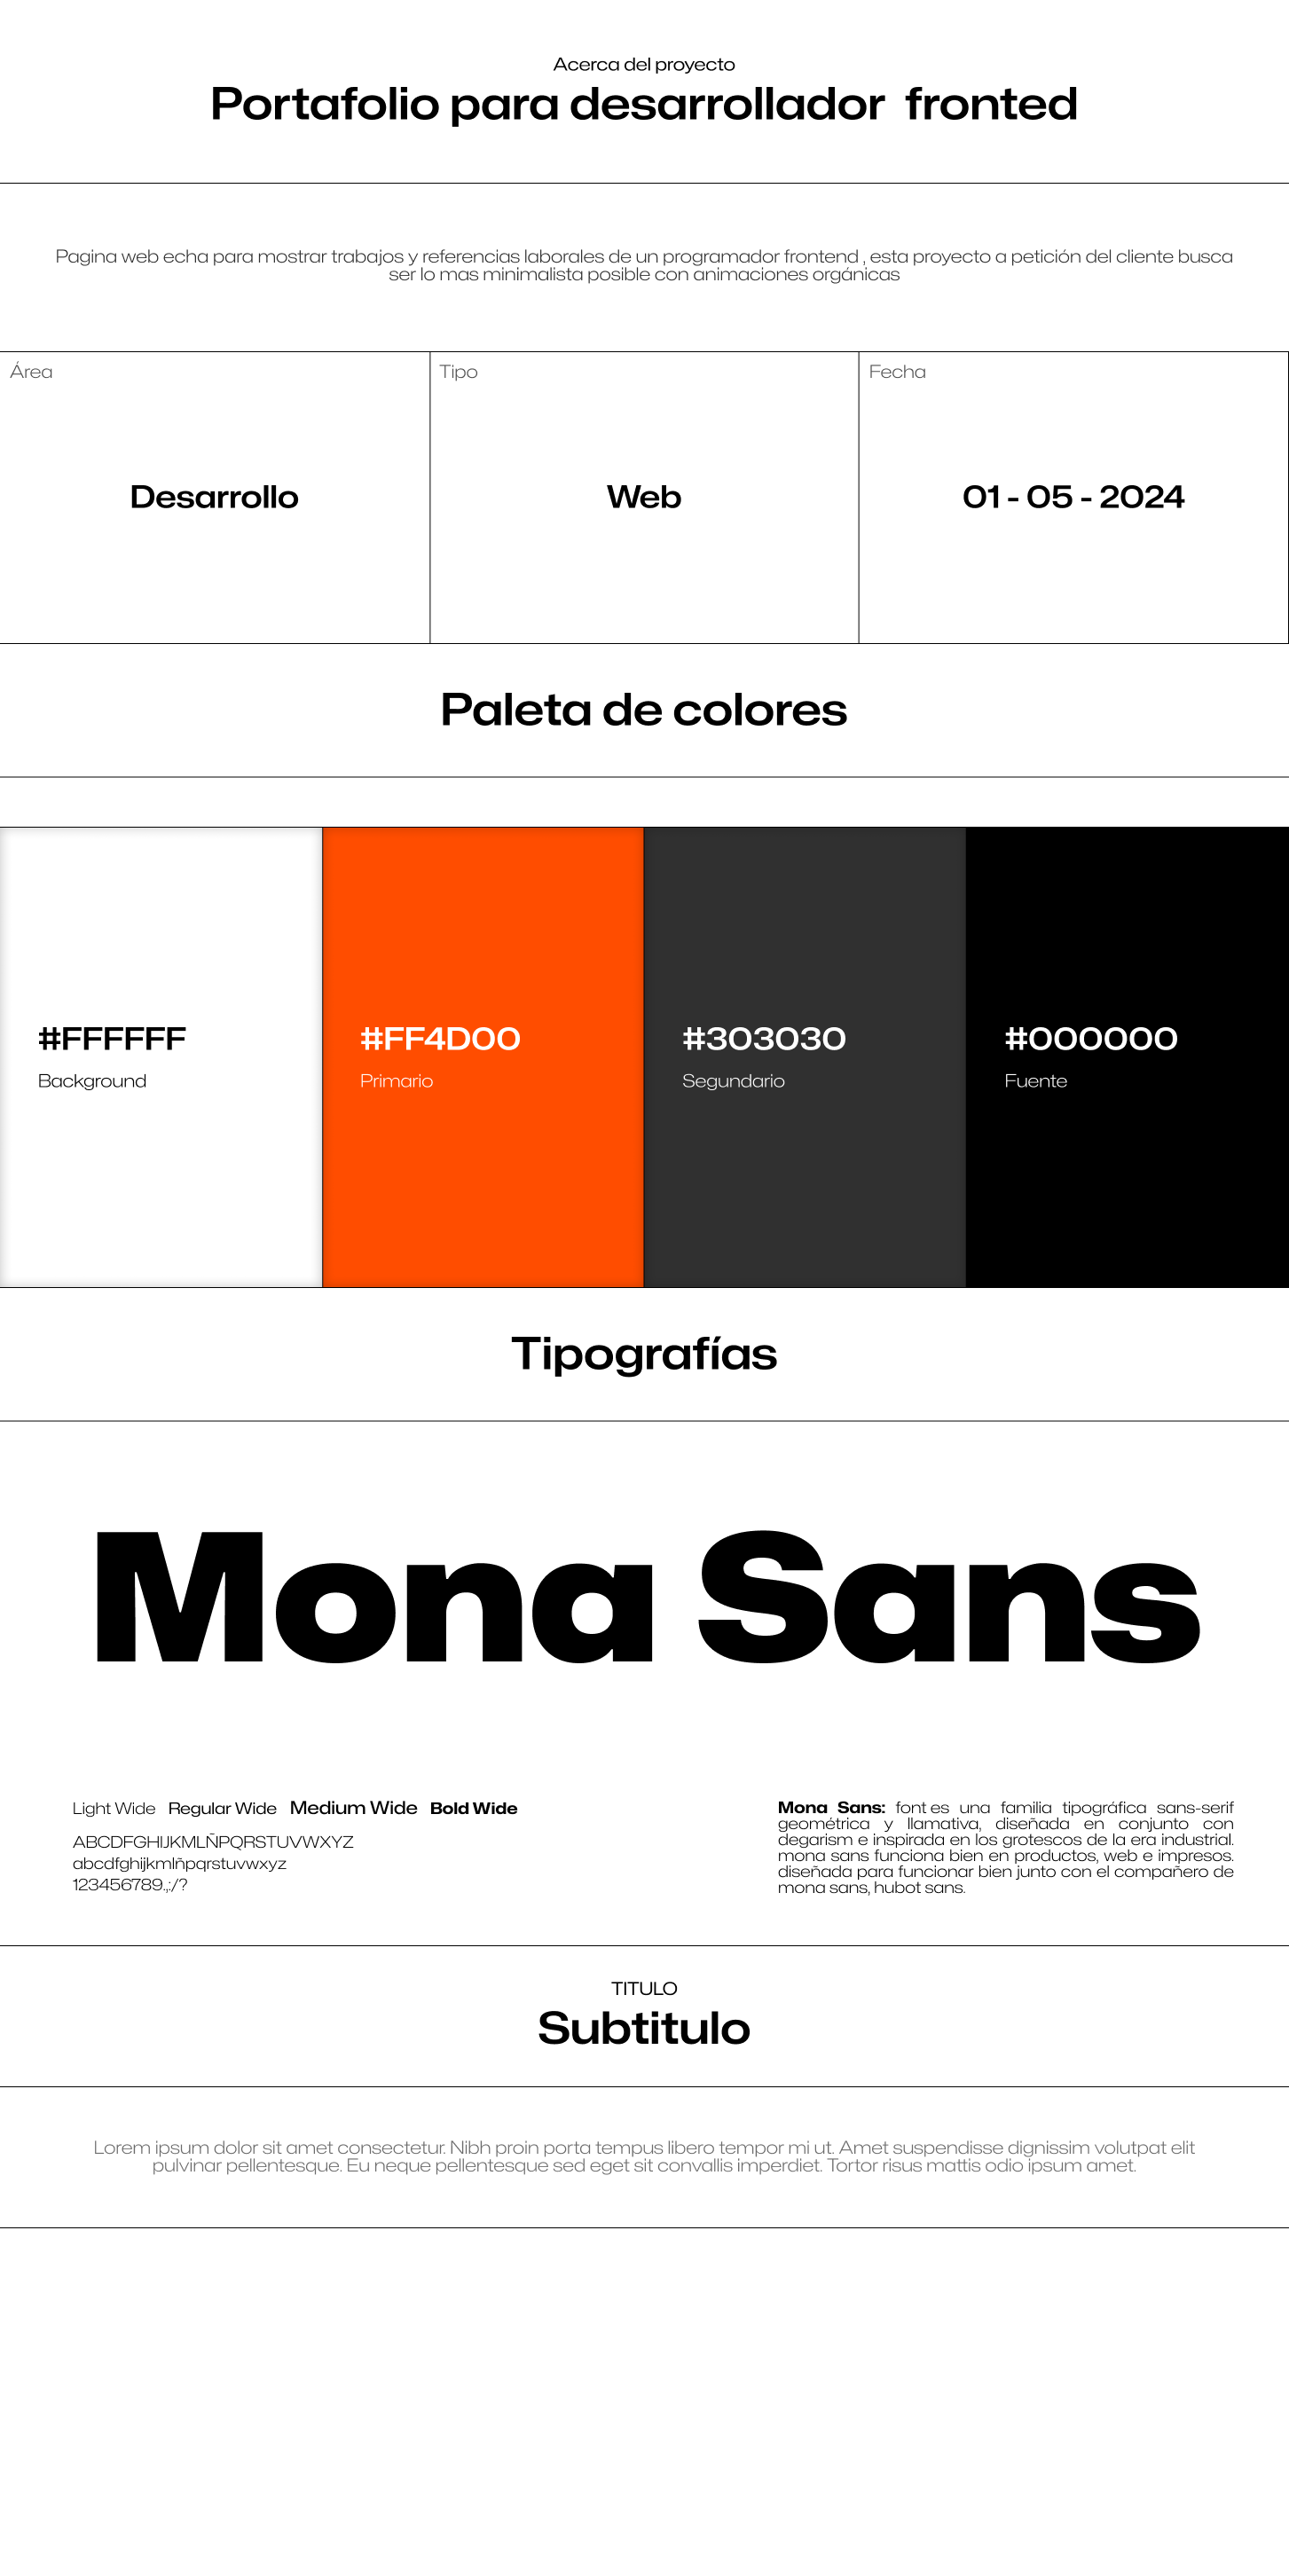 Acerca del proyecto
Portafolio para desarrollador fronted
Pagina web echa para mostrar trabajos y referencias laborales de un programador frontend , esta proyecto a petición del cliente busca
ser lo mas minimalista posible con animaciones orgánicas
Área
Tipo
Fecha
Desarrollo
Web
01 - 05 - 2024
Paleta de colores
#FFFFFF
Background
#FF4D00
Primario
#303030
Segundario
#000000
Fuente
Tipografías
Mona Sans
Light Wide Regular Wide Medium Wide Bold Wide
ABCDFGHIJKMLÑPQRSTUVWXYZ
abcdfghijkmlñpqrstuvwxyz
123456789.,:/?
Mona Sans: font es una familia tipográfica sans-serif
geométrica y llamativa, diseñada en conjunto con
degarism e inspirada en los grotescos de la era industrial.
mona sans funciona bien en productos, web e impresos.
diseñada para funcionar bien junto con el compañero de
mona sans, hubot sans.
TITULO
Subtitulo
Lorem ipsum dolor sit amet consectetur. Nibh proin porta tempus libero tempor mi ut. Amet suspendisse dignissim volutpat elit
pulvinar pellentesque. Eu neque pellentesque sed eget sit convallis imperdiet. Tortor risus mattis odio ipsum amet.